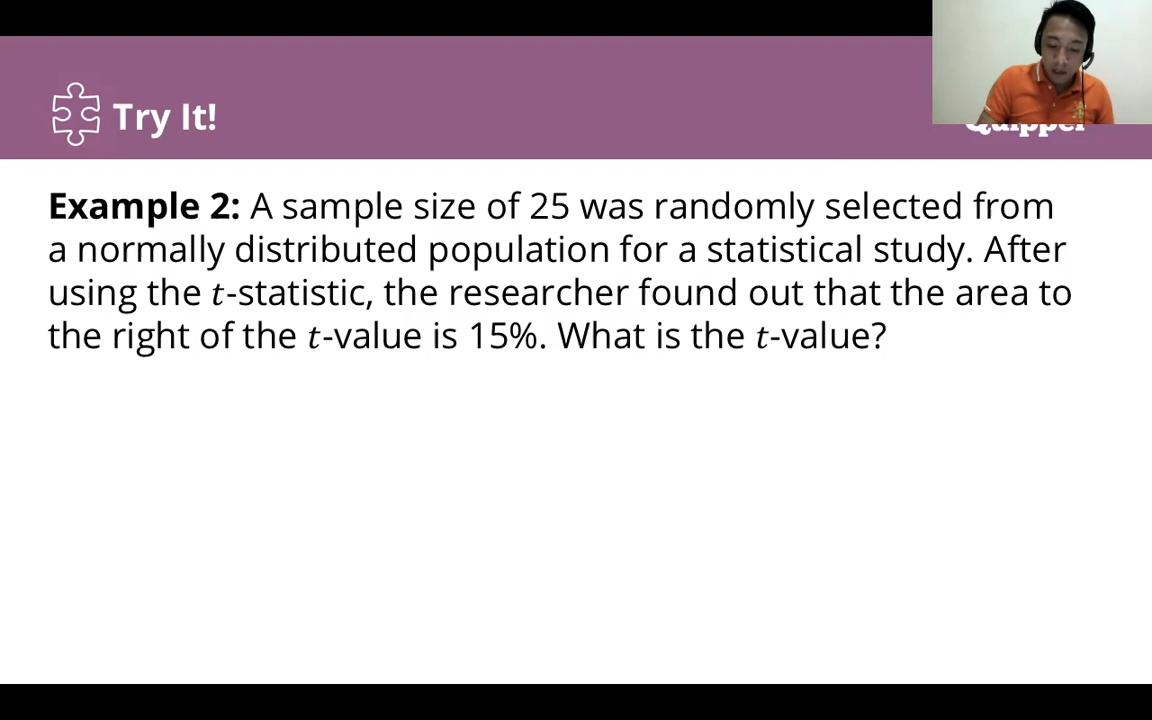 Try It!
Quipper
Example 2: A sample size of 25 was randomly selected from
a normally distributed population for a statistical study. After
using the t-statistic, the researcher found out that the area to
the right of the t-value is 15%. What is the t-value?